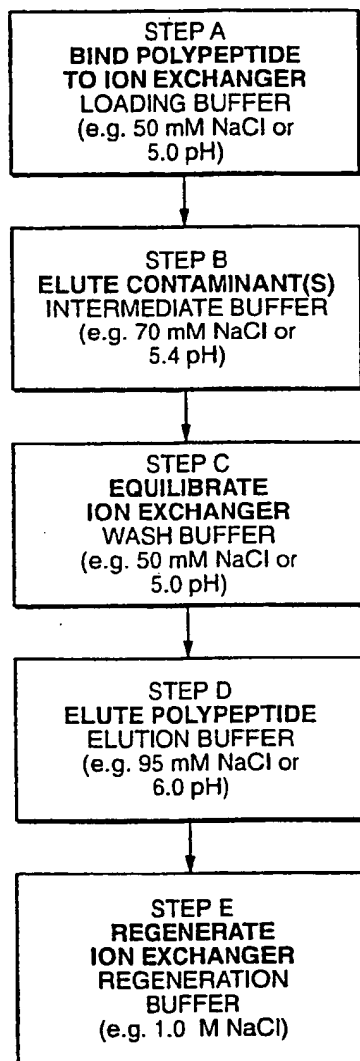 STEP A
BIND POLYPEPTIDE
TO ION EXCHANGER
LOADING BUFFER
(e.g. 50 mM NaCl or
5.0 pH)
STEP B
ELUTE CONTAMINANT(S)
INTERMEDIATE BUFFER
(e.g. 70 mM NaCl or
5.4 pH)
STEP C
EQUILIBRATE
ION EXCHANGER
WASH BUFFER
(e.g. 50 mM NaCl or
5.0 pH)
STEP D
ELUTE POLYPEPTIDE
ELUTION BUFFER
(e.g. 95 mM NaCl or
6.0 pH)
STEP E
REGENERATE
ION EXCHANGER
REGENERATION
BUFFER
(e.g. 1.0 M NaCl)